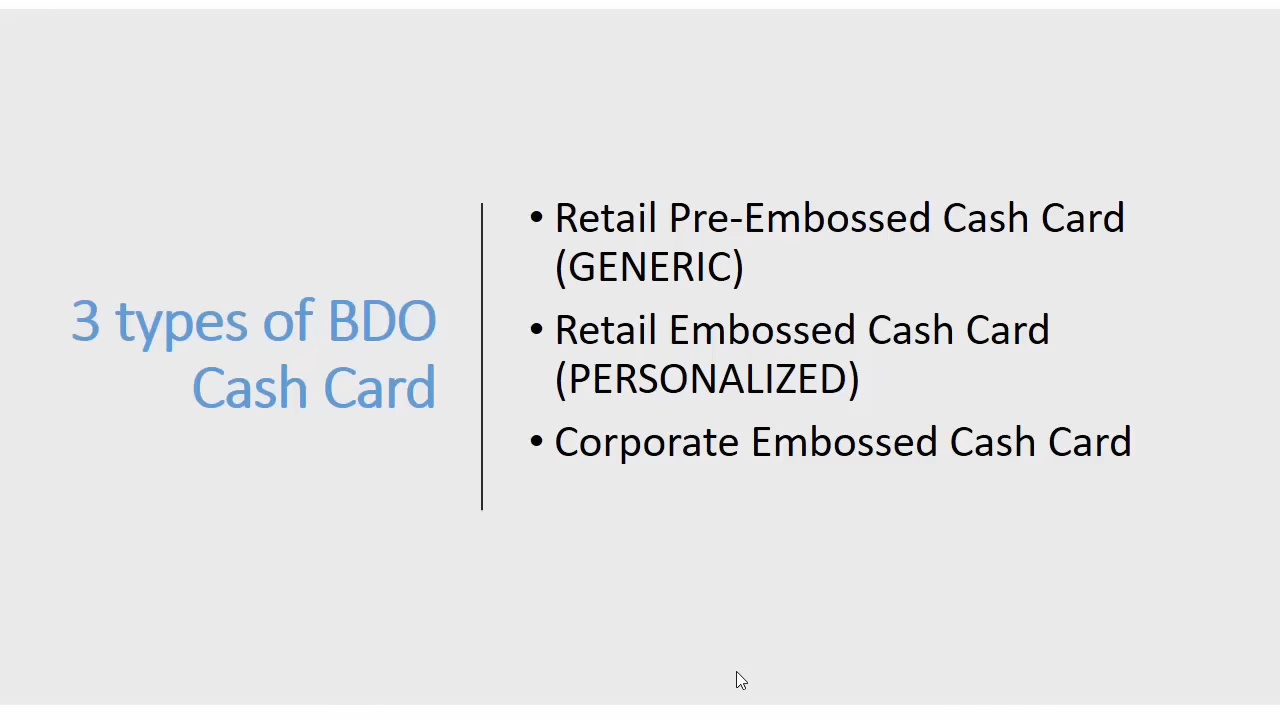 3 types of BDO
Cash Card
• Retail Pre-Embossed Cash Card
(GENERIC)
• Retail Embossed Cash Card
(PERSONALIZED)
• Corporate Embossed Cash Card